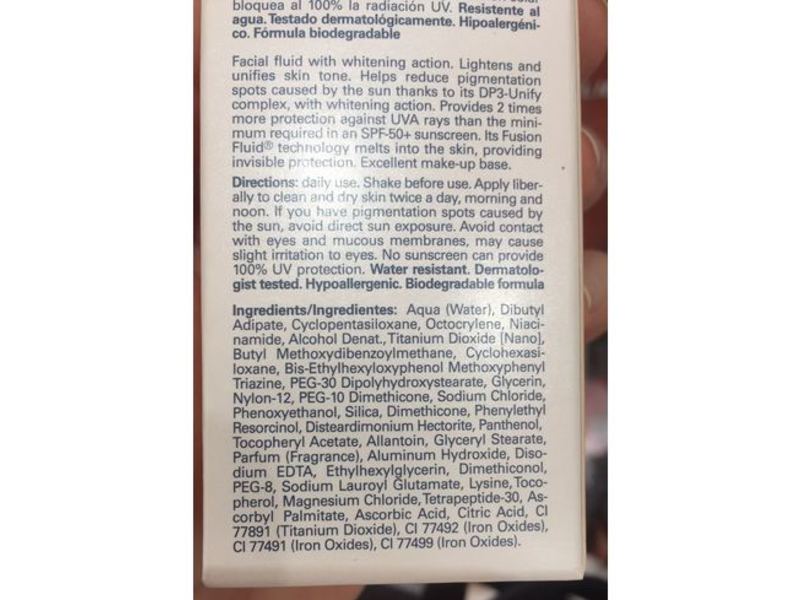 bloquea al 100% la radiación UV. Resistente al
agua. Testado dermatológicamente. Hipoalergéni-
co. Fórmula biodegradable
Facial fluid with whitening action. Lightens and
unifies skin tone. Helps reduce pigmentation
spots caused by the sun thanks to its DP3-Unify
complex, with whitening action. Provides 2 times
more protection against UVA rays than the mini-
mum required in an SPF-50+ sunscreen. Its Fusion
Fluid® technology melts into the skin, providing
invisible protection. Excellent make-up base.
Directions: daily use. Shake before use. Apply liber-
ally to clean and dry skin twice a day, morning and
noon. If you have pigmentation spots caused by
the sun, avoid direct sun exposure. Avoid contact
with eyes and mucous membranes, may cause
slight irritation to eyes. No sunscreen can provide
100% UV protection. Water resistant. Dermatolo-
gist tested. Hypoallergenic. Biodegradable formula
Ingredients/Ingredientes: Aqua (Water), Dibutyl
Adipate, Cyclopentasiloxane, Octocrylene, Niaci-
namide, Alcohol Denat., Titanium Dioxide [Nano],
Butyl Methoxydibenzoylmethane, Cyclohexasi-
loxane, Bis-Ethylhexyloxyphenol Methoxyphenyl
Triazine, PEG-30 Dipolyhydroxystearate, Glycerin,
Nylon-12, PEG-10 Dimethicone, Sodium Chloride,
Phenoxyethanol, Silica, Dimethicone, Phenylethyl
Resorcinol, Disteardimonium Hectorite, Panthenol,
Tocopheryl Acetate, Allantoin, Glyceryl Stearate,
Parfum (Fragrance), Aluminum Hydroxide, Diso-
dium EDTA, Ethylhexylglycerin, Dimethiconol,
PEG-8, Sodium Lauroyl Glutamate, Lysine, Toco-
pherol, Magnesium Chloride, Tetrapeptide-30, As-
corbyl Palmitate, Ascorbic Acid, Citric Acid, CI
77891 (Titanium Dioxide), CI 77492 (Iron Oxides),
CI 77491 (Iron Oxides), CI 77499 (Iron Oxides).